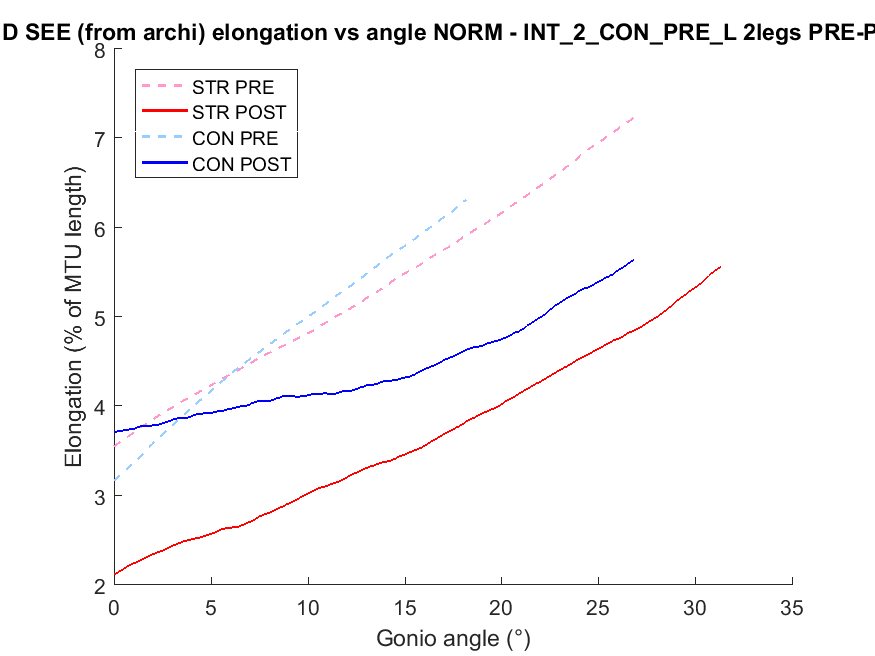 D SEE (from archi) elongation vs angle NORM - INT_2_CON_PRE_L 2legs PRE-P
8
7
6
5
4
3
2
Elongation (% of MTU length)
STR PRE
STR POST
CON PRE
CON POST
0 5 10 15 20 25 30 35
Gonio angle (°)